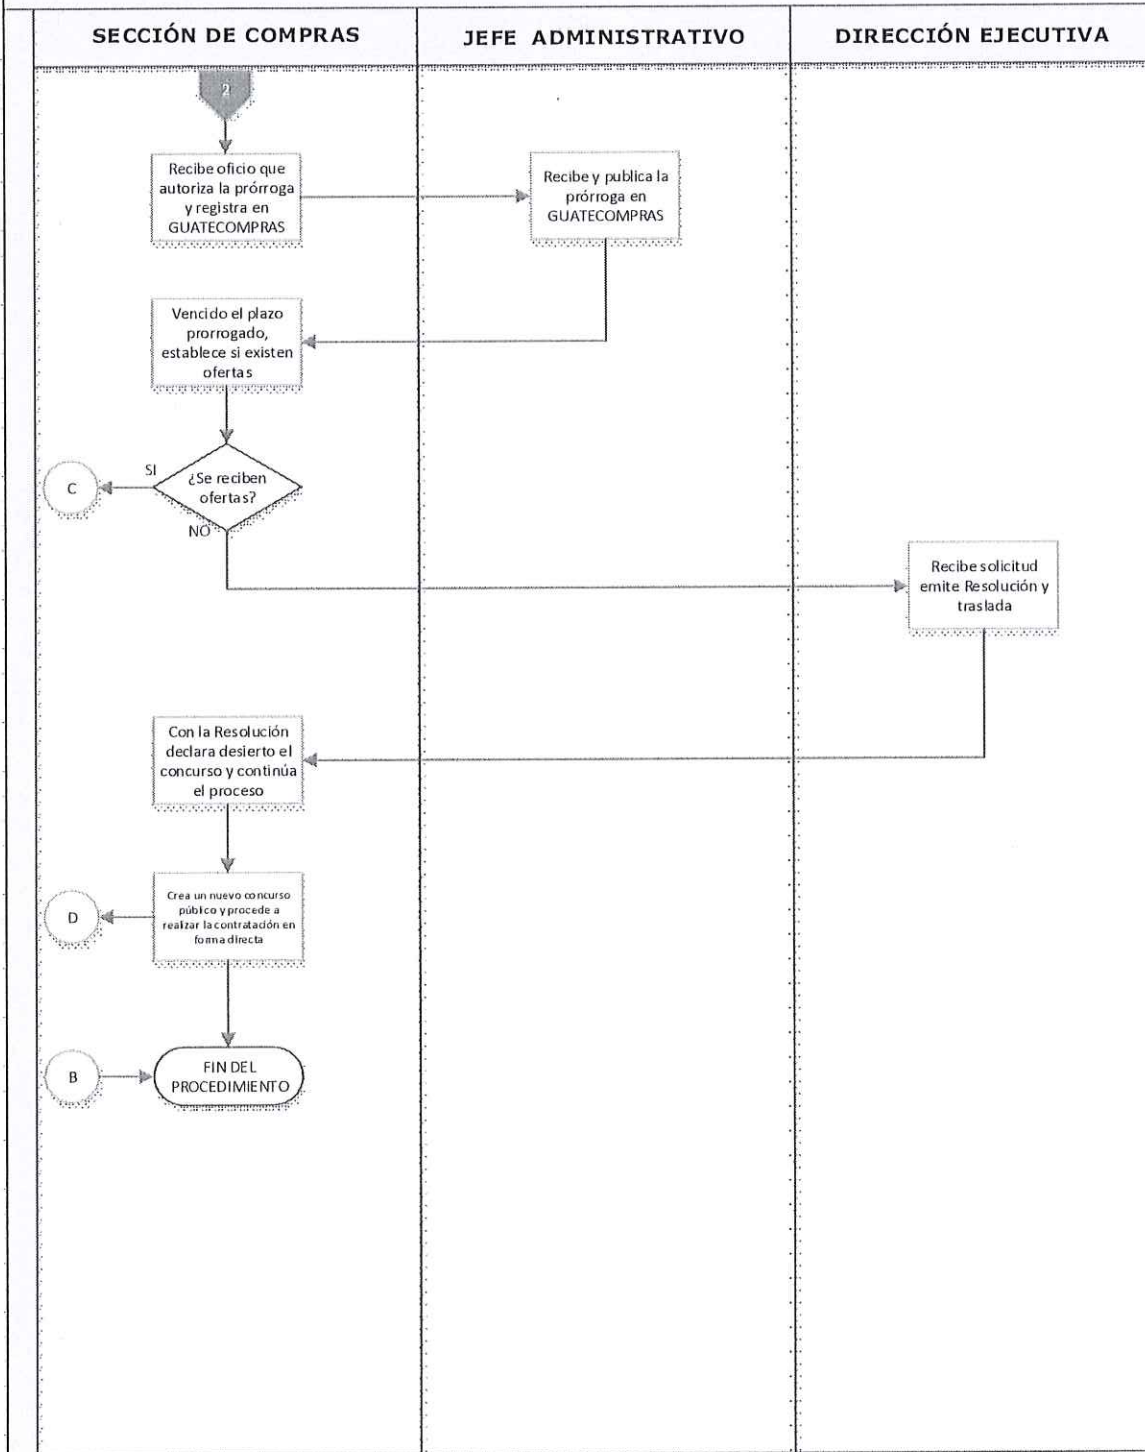 SECCIÓN DE COMPRAS
JEFE ADMINISTRATIVO
DIRECCIÓN EJECUTIVA
2
Recibe oficio que
autoriza la prórroga
y registra en
GUATECOMPRAS
Recibe y publica la
prórroga en
GUATECOMPRAS
Vencido el plazo
prorrogado,
establece si existen
ofertas
¿Se reciben
ofertas?
SI
C
NO
Recibe solicitud
emite Resolución y
traslada
Con la Resolución
declara desierto el
concurso y continúa
el proceso
Crea un nuevo concurso
público y procede a
realizar la contratación en
forma directa
D
B
FIN DEL
PROCEDIMIENTO